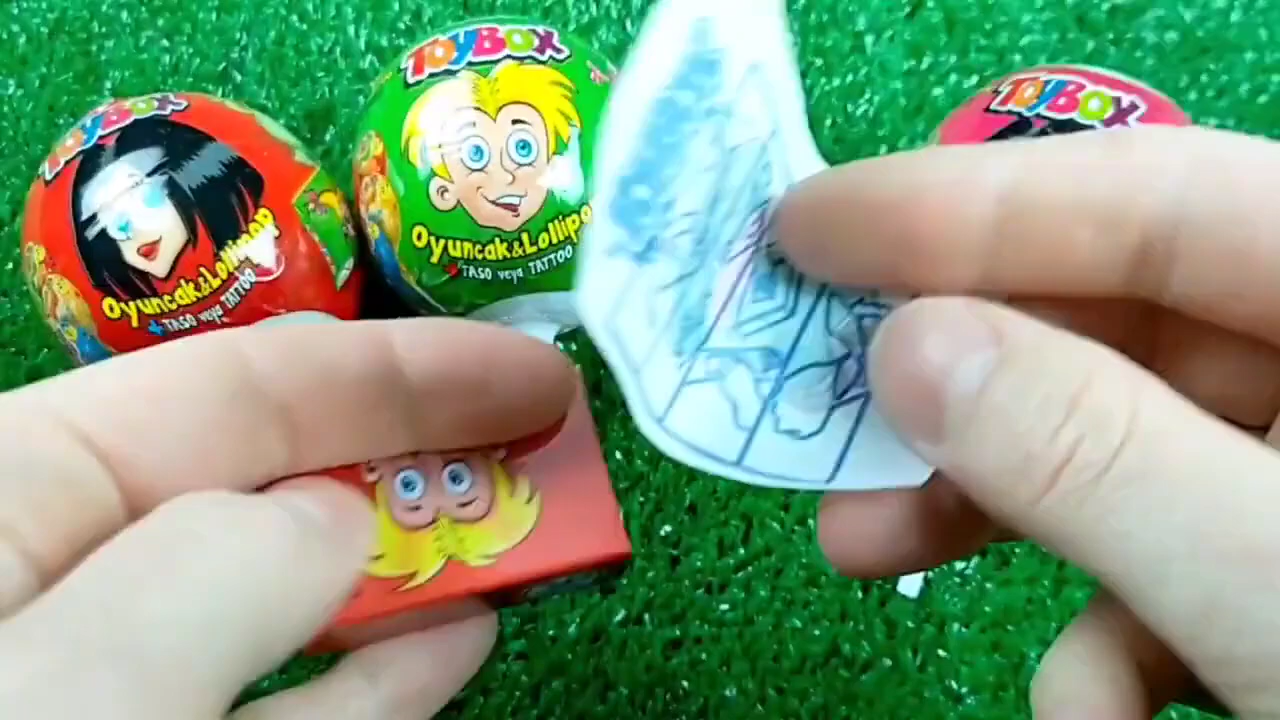 ToyBox
Oyuncak&Lollipop
+ TASO veya TATTOO
ToyBox
Oyuncak&Lollipo
+ TASO veya TATTOO
ToyBox